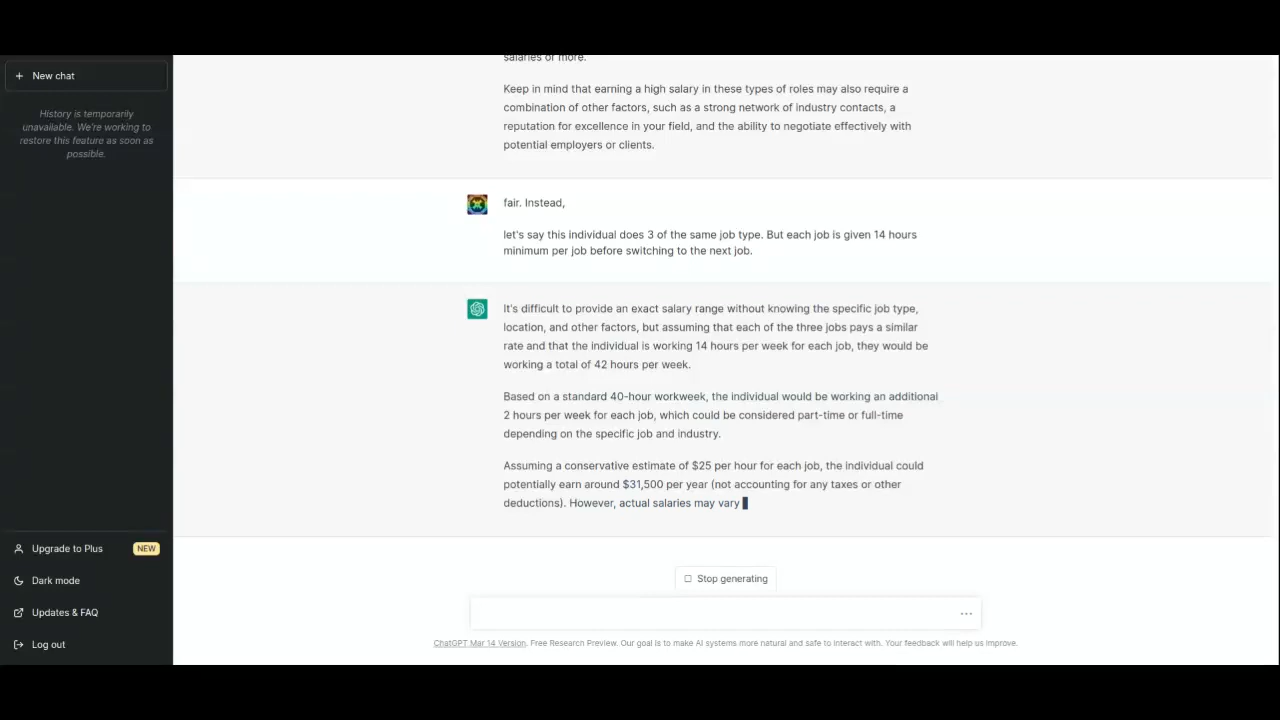 New chat
History is temporarily
unavailable. We're working to
restore this feature as soon as
possible.
Upgrade to Plus NEW
Dark mode
Updates & FAQ
Log out
salaries or more.
Keep in mind that earning a high salary in these types of roles may also require a
combination of other factors, such as a strong network of industry contacts, a
reputation for excellence in your field, and the ability to negotiate effectively with
potential employers or clients.
fair. Instead,
let's say this individual does 3 of the same job type. But each job is given 14 hours
minimum per job before switching to the next job.
It's difficult to provide an exact salary range without knowing the specific job type,
location, and other factors, but assuming that each of the three jobs pays a similar
rate and that the individual is working 14 hours per week for each job, they would be
working a total of 42 hours per week.
Based on a standard 40-hour workweek, the individual would be working an additional
2 hours per week for each job, which could be considered part-time or full-time
depending on the specific job and industry.
Assuming a conservative estimate of $25 per hour for each job, the individual could
potentially earn around $31,500 per year (not accounting for any taxes or other
deductions). However, actual salaries may vary
Stop generating
ChatGPT Mar 14 Version. Free Research Preview. Our goal is to make AI systems more natural and safe to interact with. Your feedback will help us improve.